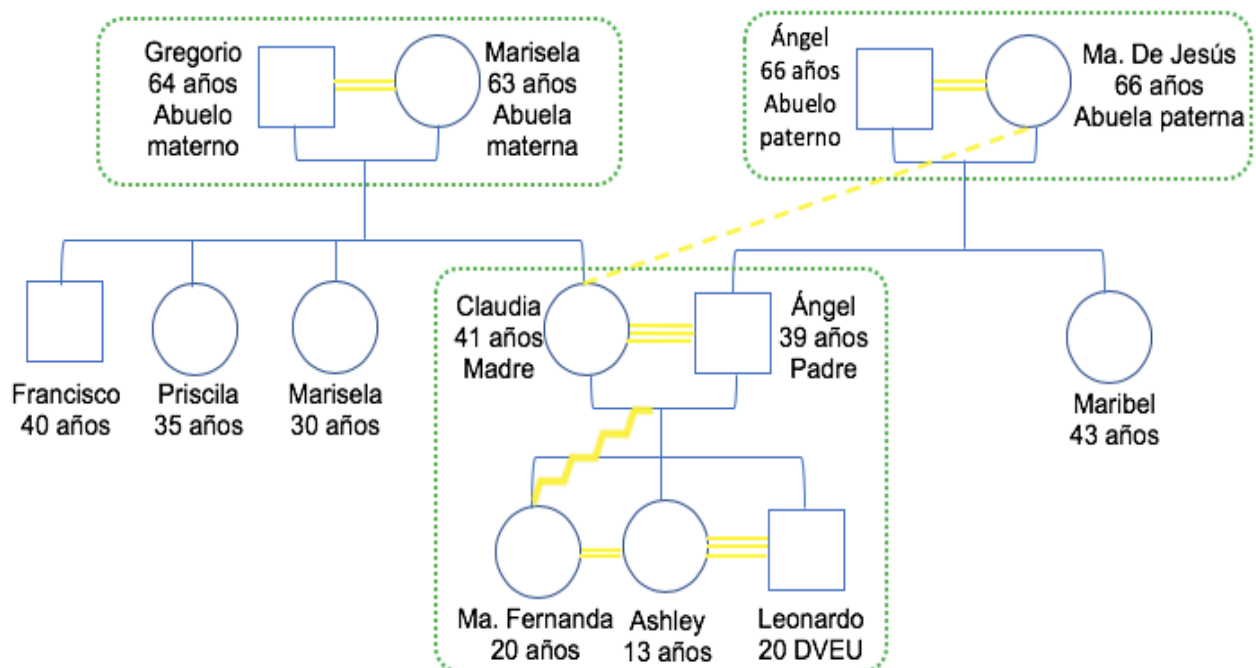 Gregorio
64 años
Abuelo
materno
Marisela
63 años
Abuela
materna
Ángel
66 años
Abuelo
paterno
Ma. De Jesús
66 años
Abuela paterna
Francisco
40 años
Priscila
35 años
Marisela
30 años
Claudia
41 años
Madre
Ángel
39 años
Padre
Maribel
43 años
Ma. Fernanda
20 años
Ashley
13 años
Leonardo
20 DVEU